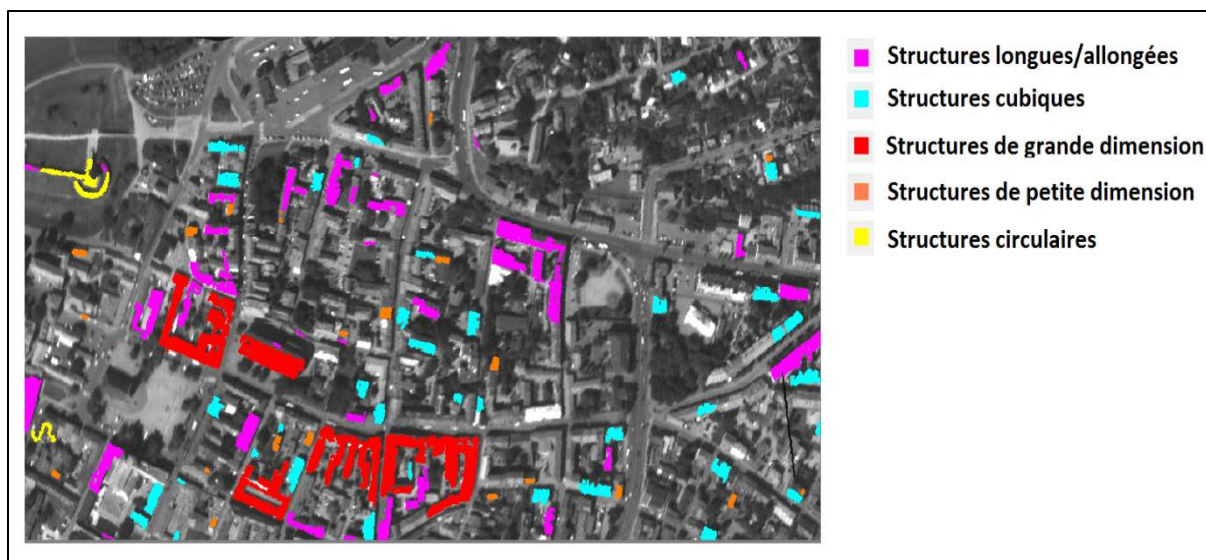 Structures longues/allongées
Structures cubiques
Structures de grande dimension
Structures de petite dimension
Structures circulaires